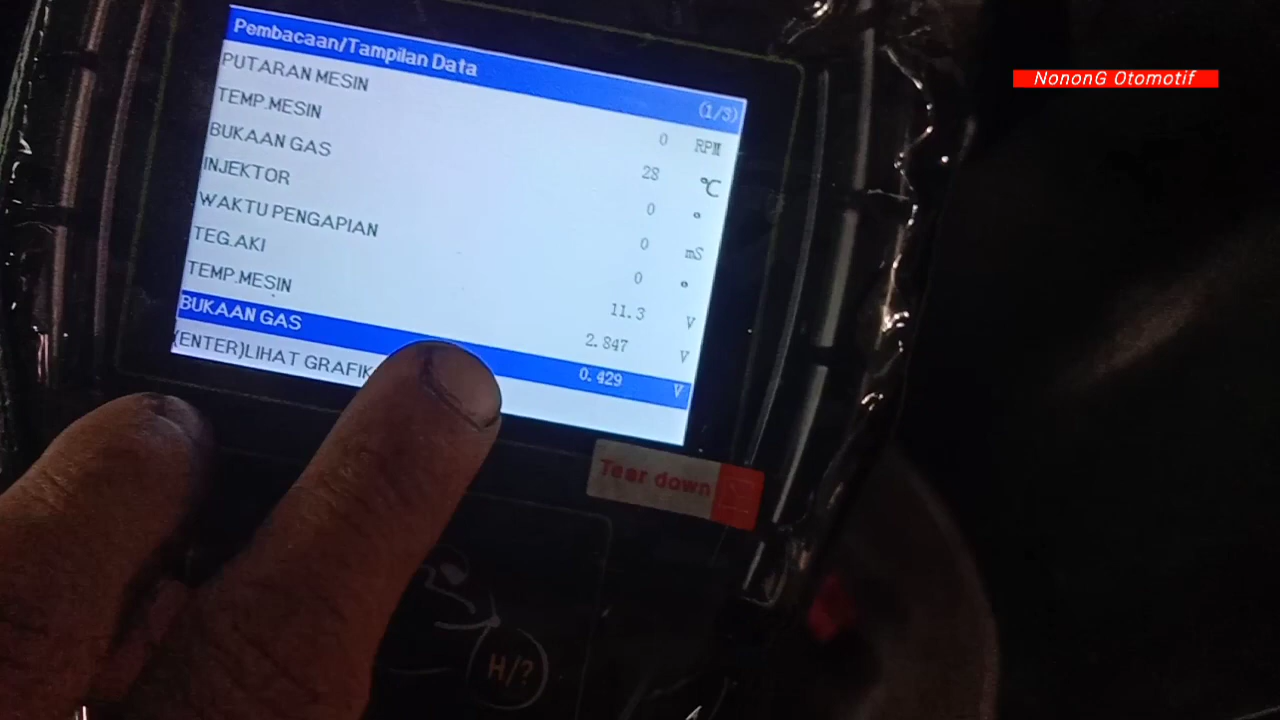 NononG Otomotif
Pembacaan/Tampilan Data
(1/3)
PUTARAN MESIN 0 RPM
TEMP.MESIN 28 °C
BUKAAN GAS 0 °
INJEKTOR 0 mS
WAKTU PENGAPIAN 0 °
TEG.AKI 11.3 V
TEMP.MESIN 2.847 V
BUKAAN GAS 0.429 V
(ENTER)LIHAT GRAFIK
Tear down
H/?